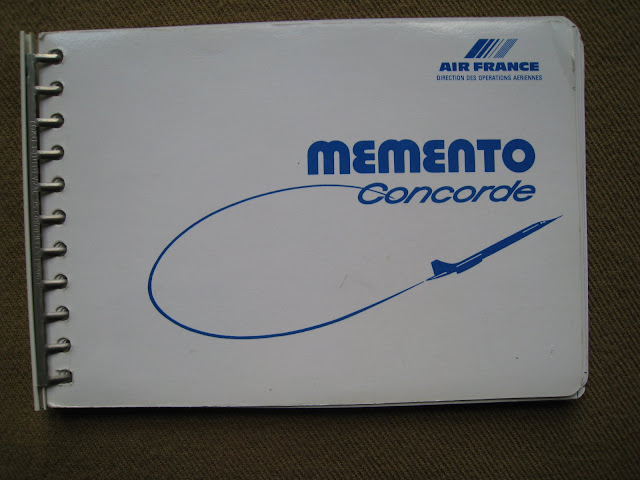 AIR FRANCE
DIRECTION DES OPERATIONS AERIENNES
MEMENTO
Concorde